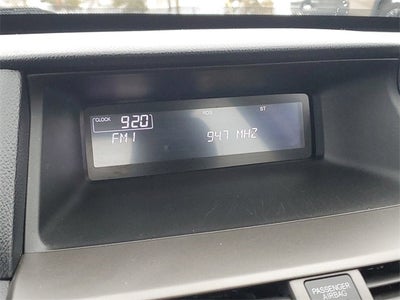 RDS ST
CLOCK 9:20
FM1 94.7 MHZ
PASSENGER
AIRBAG